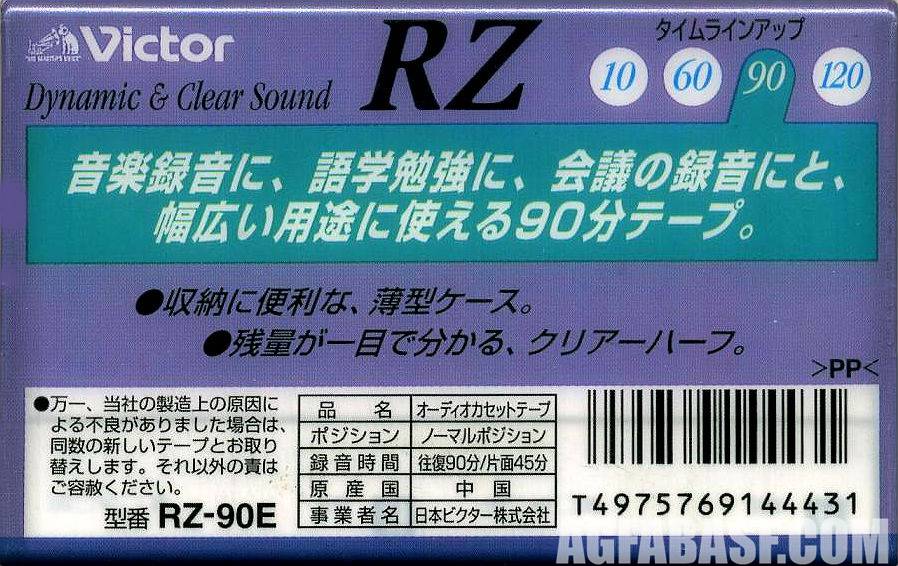 Victor
"HIS MASTER'S VOICE"
RZ
Dynamic & Clear Sound
タイムラインアップ
10 60 90 120
音楽録音に、語学勉強に、会議の録音にと、
幅広い用途に使える90分テープ。
●収納に便利な、薄型ケース。
●残量が一目で分かる、クリアーハーフ。
>PP<
●万一、当社の製造上の原因に
よる不良がありました場合は、
同数の新しいテープとお取り
替えします。それ以外の責は
ご容赦ください。
型番 RZ-90E
品名 オーディオカセットテープ
ポジション ノーマルポジション
録音時間 往復90分/片面45分
原産国 中国
事業者名 日本ビクター株式会社
T4975769144431
AGFABASF.COM